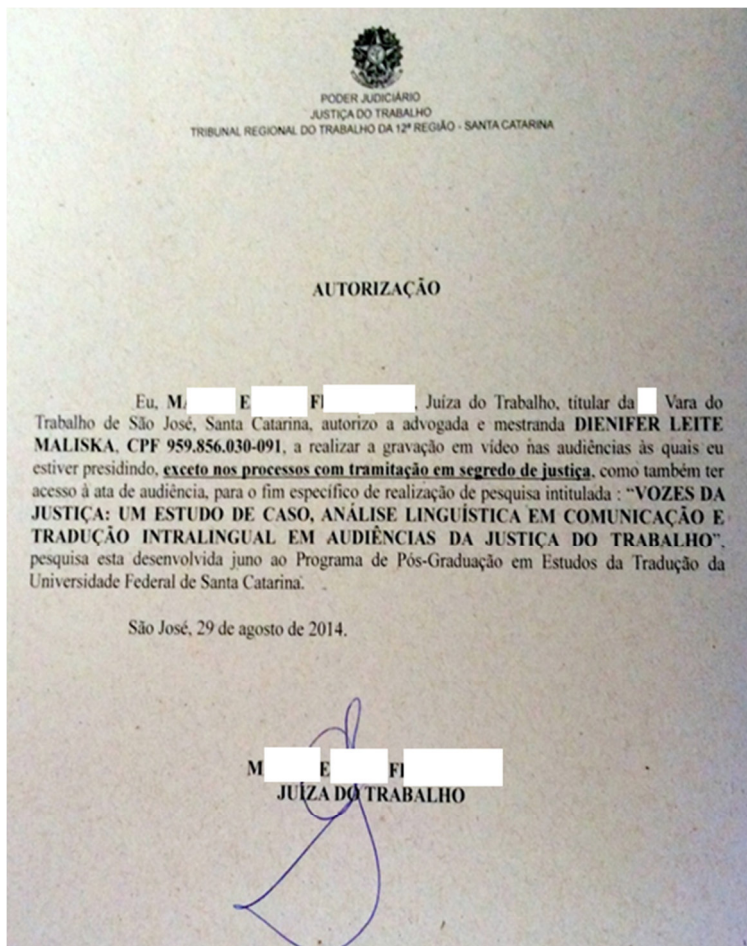 PODER JUDICIÁRIO
JUSTIÇA DO TRABALHO
TRIBUNAL REGIONAL DO TRABALHO DA 12ª REGIÃO - SANTA CATARINA
AUTORIZAÇÃO
Eu, MA E F , Juíza do Trabalho, titular da Vara do
Trabalho de São José, Santa Catarina, autorizo a advogada e mestranda DIENIFER LEITE
MALISKA, CPF 959.856.030-091, a realizar a gravação em vídeo nas audiências às quais eu
estiver presidindo, exceto nos processos com tramitação em segredo de justiça, como também ter
acesso à ata de audiência, para o fim específico de realização de pesquisa intitulada : “VOZES DA
JUSTIÇA: UM ESTUDO DE CASO, ANÁLISE LINGUÍSTICA EM COMUNICAÇÃO E
TRADUÇÃO INTRALINGUAL EM AUDIÊNCIAS DA JUSTIÇA DO TRABALHO”,
pesquisa esta desenvolvida juno ao Programa de Pós-Graduação em Estudos da Tradução da
Universidade Federal de Santa Catarina.
São José, 29 de agosto de 2014.
M E F
JUÍZA DO TRABALHO